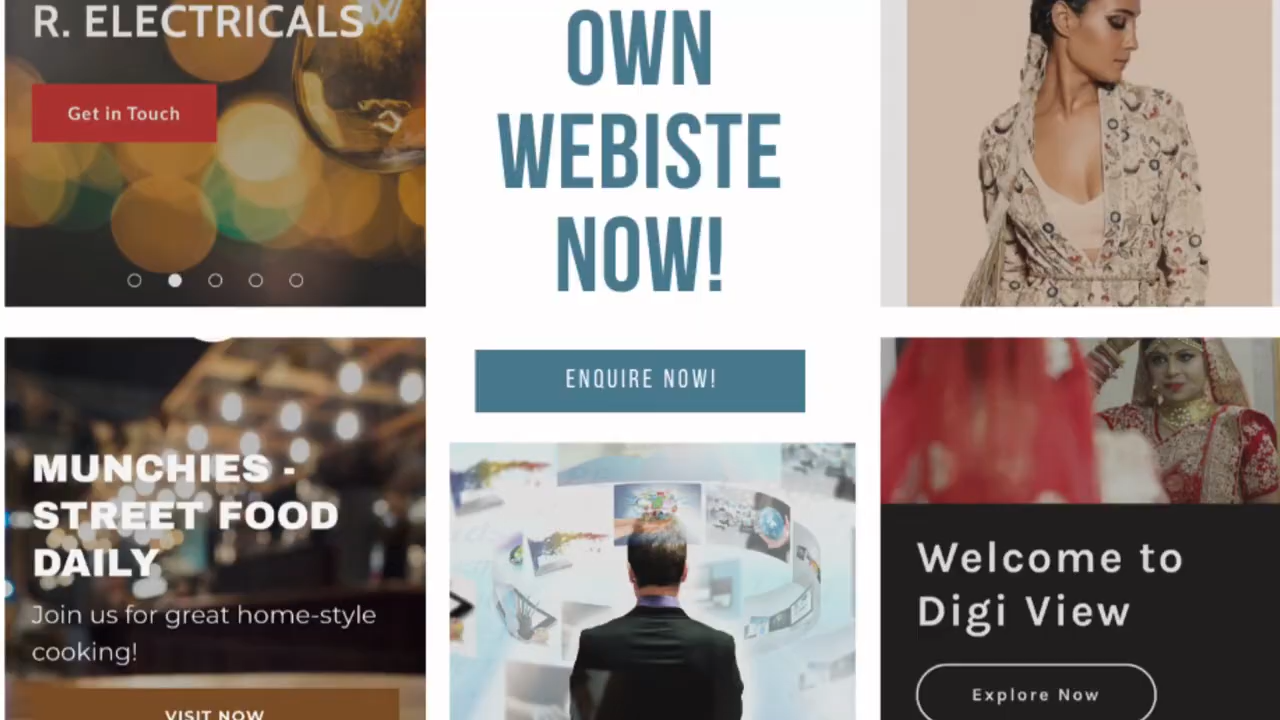 R. ELECTRICALS
Get in Touch
MUNCHIES -
STREET FOOD
DAILY
Join us for great home-style
cooking!
VISIT NOW
OWN
WEBISTE
NOW!
ENQUIRE NOW!
Welcome to
Digi View
Explore Now